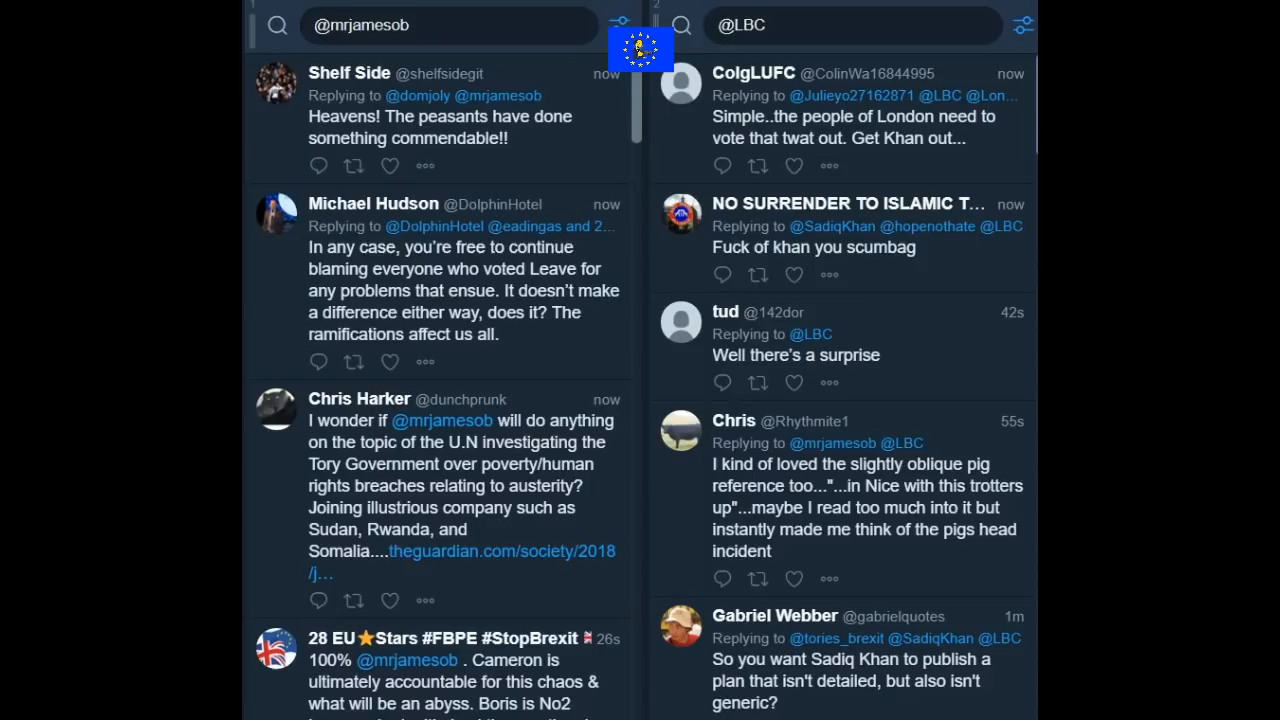 1
@mrjamesob
Shelf Side @shelfsidegit now
Replying to @domjoly @mrjamesob
Heavens! The peasants have done
something commendable!!
Michael Hudson @DolphinHotel now
Replying to @DolphinHotel @eadingas and 2...
In any case, you're free to continue
blaming everyone who voted Leave for
any problems that ensue. It doesn't make
a difference either way, does it? The
ramifications affect us all.
Chris Harker @dunchprunk now
I wonder if @mrjamesob will do anything
on the topic of the U.N investigating the
Tory Government over poverty/human
rights breaches relating to austerity?
Joining illustrious company such as
Sudan, Rwanda, and
Somalia....theguardian.com/society/2018
/j...
28 EU⭐Stars #FBPE #StopBrexit 26s
100% @mrjamesob . Cameron is
ultimately accountable for this chaos &
what will be an abyss. Boris is No2
2
@LBC
ColgLUFC @ColinWa16844995 now
Replying to @Julieyo27162871 @LBC @Lon...
Simple..the people of London need to
vote that twat out. Get Khan out...
NO SURRENDER TO ISLAMIC T... now
Replying to @SadiqKhan @hopenothate @LBC
Fuck of khan you scumbag
tud @142dor 42s
Replying to @LBC
Well there's a surprise
Chris @Rhythmite1 55s
Replying to @mrjamesob @LBC
I kind of loved the slightly oblique pig
reference too..."...in Nice with this trotters
up"...maybe I read too much into it but
instantly made me think of the pigs head
incident
Gabriel Webber @gabrielquotes 1m
Replying to @tories_brexit @SadiqKhan @LBC
So you want Sadiq Khan to publish a
plan that isn't detailed, but also isn't
generic?